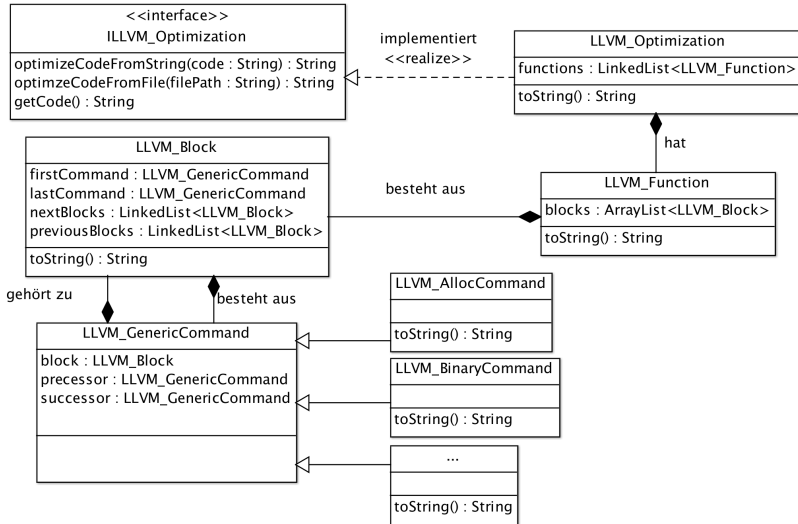 <<interface>>
ILLVM_Optimization
optimizeCodeFromString(code : String) : String
optimzeCodeFromFile(filePath : String) : String
getCode() : String
implementiert
<<realize>>
LLVM_Optimization
functions : LinkedList<LLVM_Function>
toString() : String
hat
LLVM_Block
firstCommand : LLVM_GenericCommand
lastCommand : LLVM_GenericCommand
nextBlocks : LinkedList<LLVM_Block>
previousBlocks : LinkedList<LLVM_Block>
toString() : String
besteht aus
LLVM_Function
blocks : ArrayList<LLVM_Block>
toString() : String
gehört zu
besteht aus
LLVM_GenericCommand
block : LLVM_Block
precessor : LLVM_GenericCommand
successor : LLVM_GenericCommand
LLVM_AllocCommand
toString() : String
LLVM_BinaryCommand
toString() : String
...
toString() : String